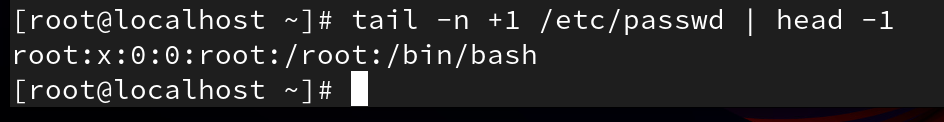 [root@localhost ~]# tail -n +1 /etc/passwd | head -1
root:x:0:0:root:/root:/bin/bash
[root@localhost ~]#